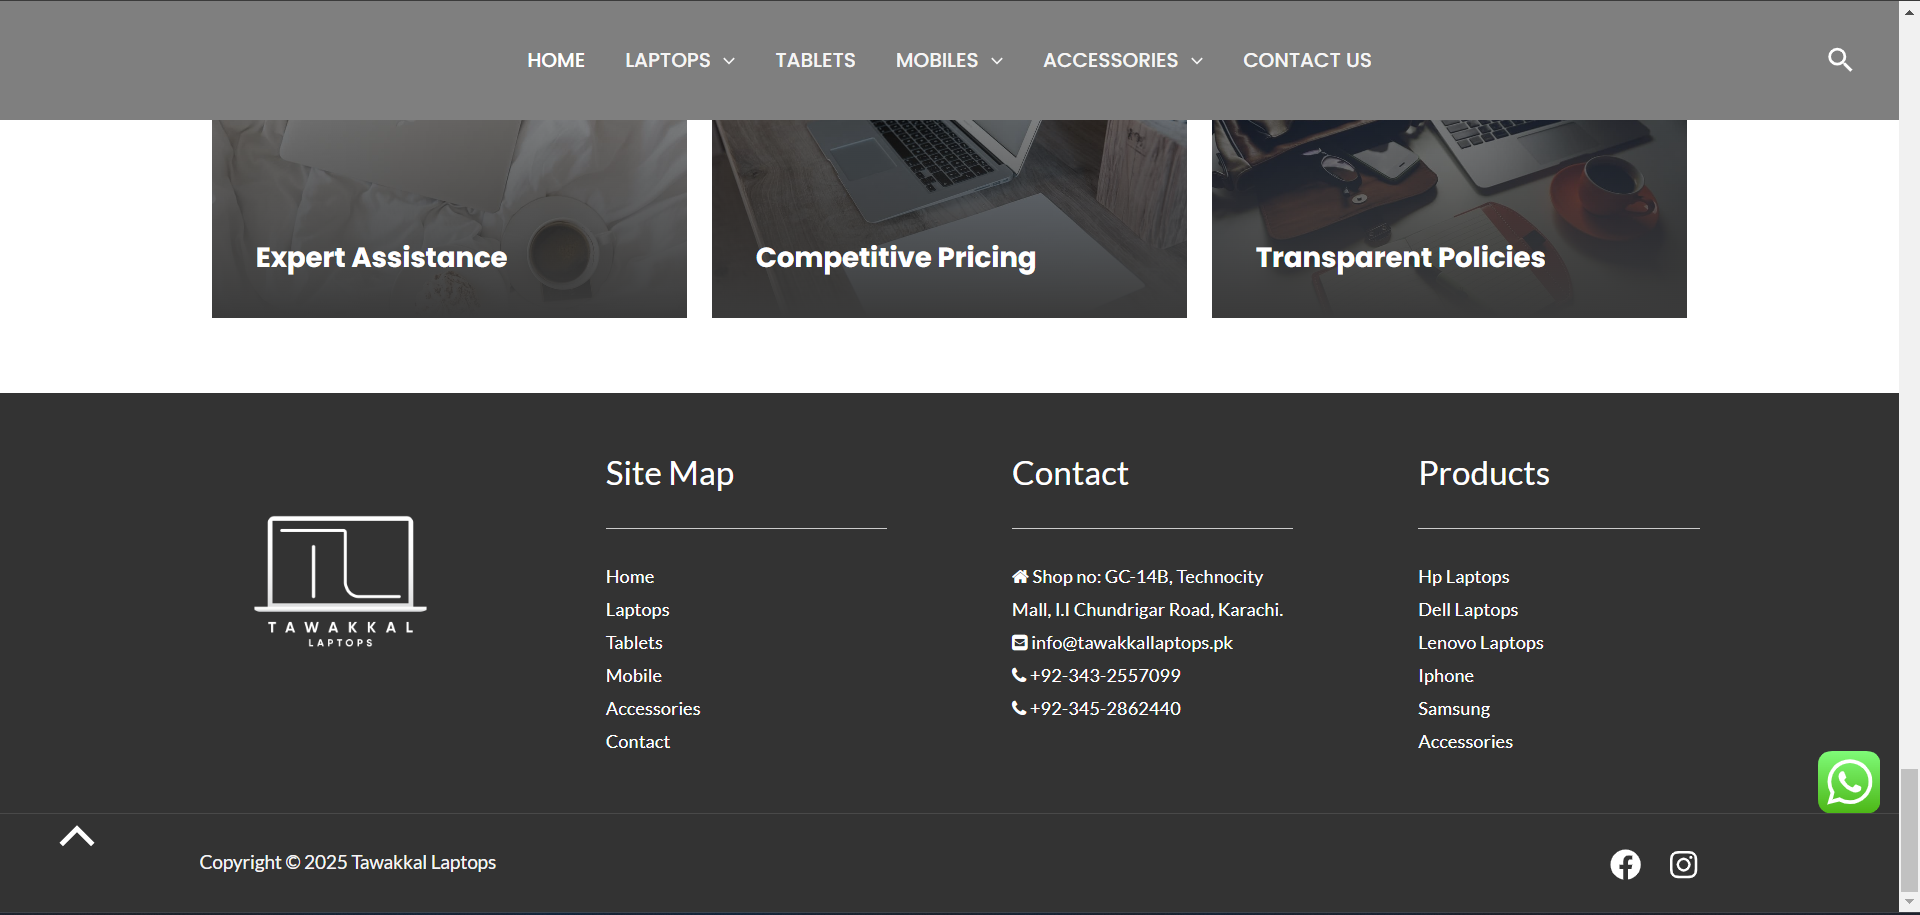 HOME LAPTOPS TABLETS MOBILES ACCESSORIES CONTACT US
Expert Assistance
Competitive Pricing
Transparent Policies
TAWAKKAL
LAPTOPS
Site Map
Home
Laptops
Tablets
Mobile
Accessories
Contact
Contact
Shop no: GC-14B, Technocity
Mall, I.I Chundrigar Road, Karachi.
info@tawakkallaptops.pk
+92-343-2557099
+92-345-2862440
Products
Hp Laptops
Dell Laptops
Lenovo Laptops
Iphone
Samsung
Accessories
Copyright © 2025 Tawakkal Laptops